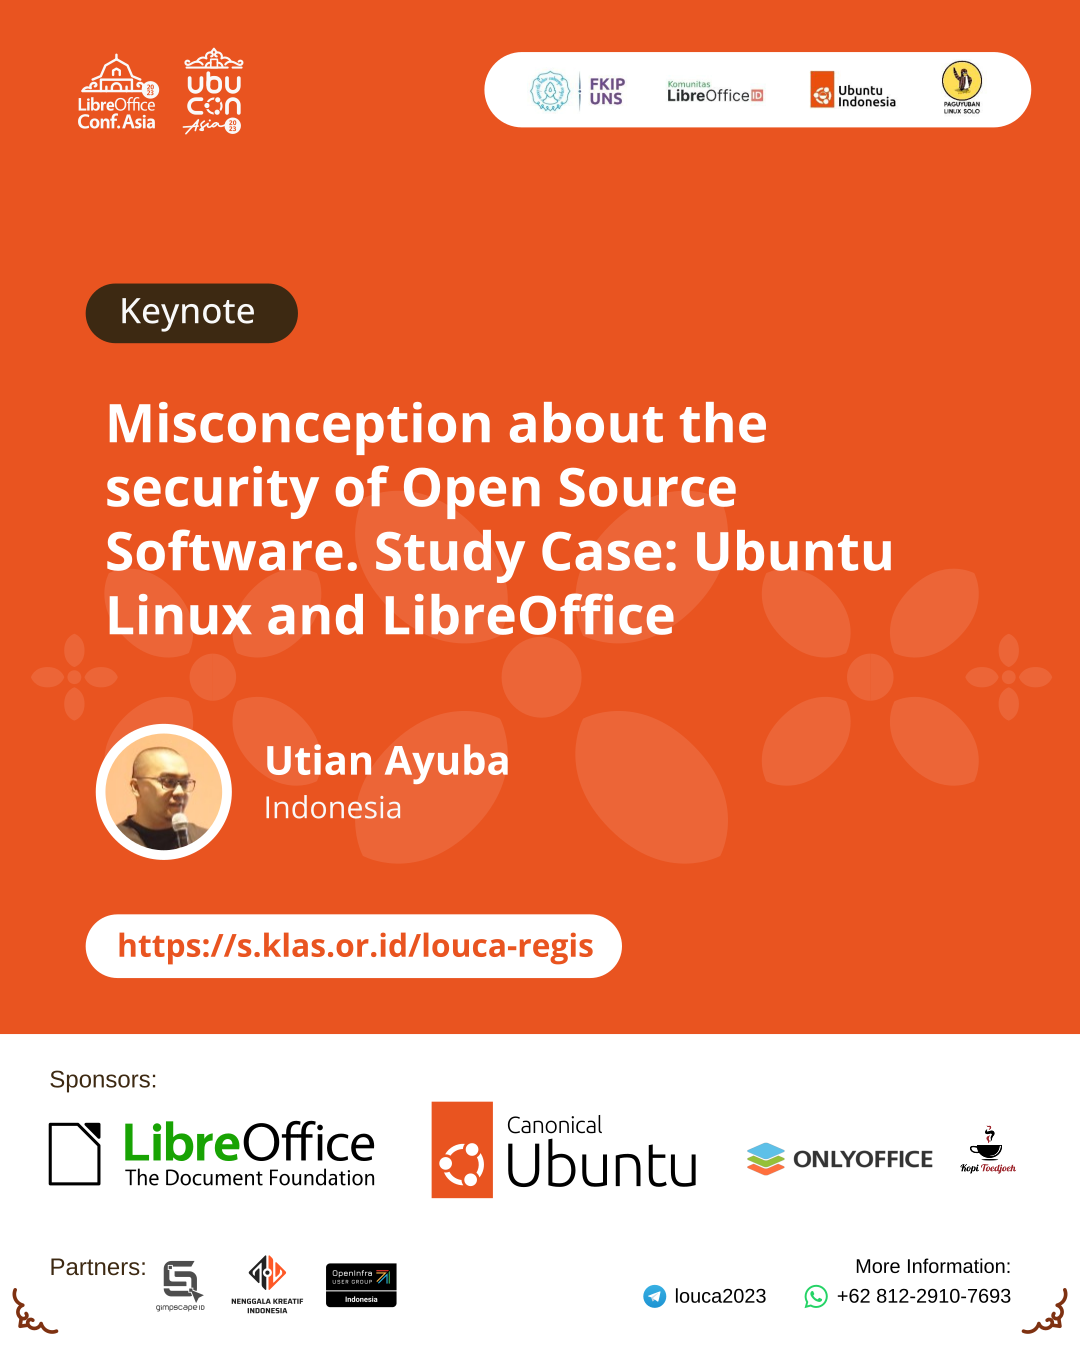 LibreOffice
Conf.Asia
2023
ubu
con
Asia
2023
FKIP
UNS
Komunitas
LibreOffice ID
Ubuntu
Indonesia
PAGUYUBAN
LINUX SOLO
Keynote
Misconception about the
security of Open Source
Software. Study Case: Ubuntu
Linux and LibreOffice
Utian Ayuba
Indonesia
https://s.klas.or.id/louca-regis
Sponsors:
LibreOffice
The Document Foundation
Canonical
Ubuntu
ONLYOFFICE
Kopi Toedjoeh
Partners:
gimpscape ID
NENGGALA KREATIF
INDONESIA
OpenInfra
USER GROUP
Indonesia
More Information:
louca2023
+62 812-2910-7693